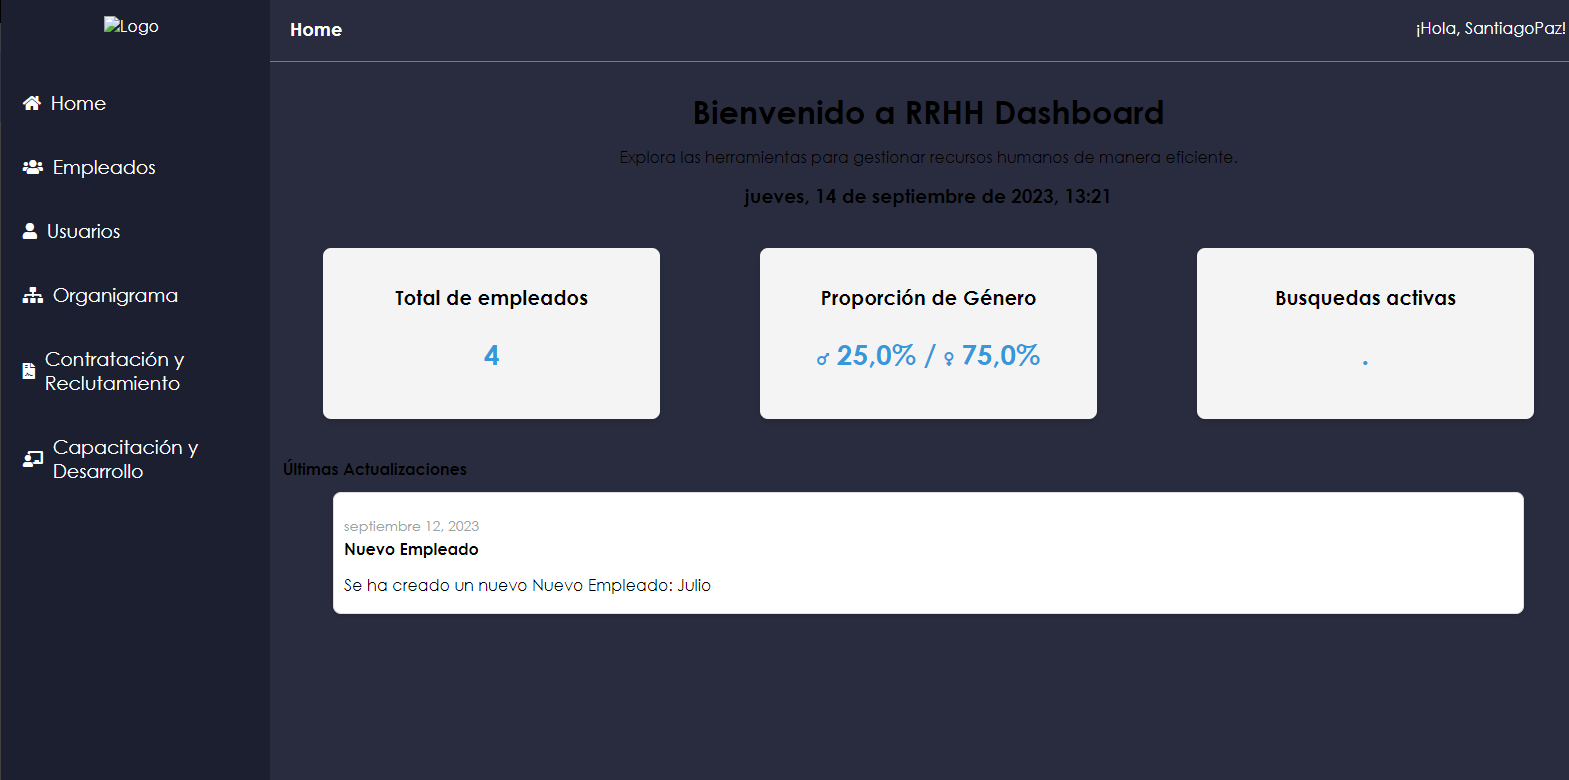 Logo
Home
Empleados
Usuarios
Organigrama
Contratación y
Reclutamiento
Capacitación y
Desarrollo
Home
¡Hola, SantiagoPaz!
Bienvenido a RRHH Dashboard
Explora las herramientas para gestionar recursos humanos de manera eficiente.
jueves, 14 de septiembre de 2023, 13:21
Total de empleados
4
Proporción de Género
♂ 25,0% / ♀ 75,0%
Busquedas activas
.
Últimas Actualizaciones
septiembre 12, 2023
Nuevo Empleado
Se ha creado un nuevo Nuevo Empleado: Julio